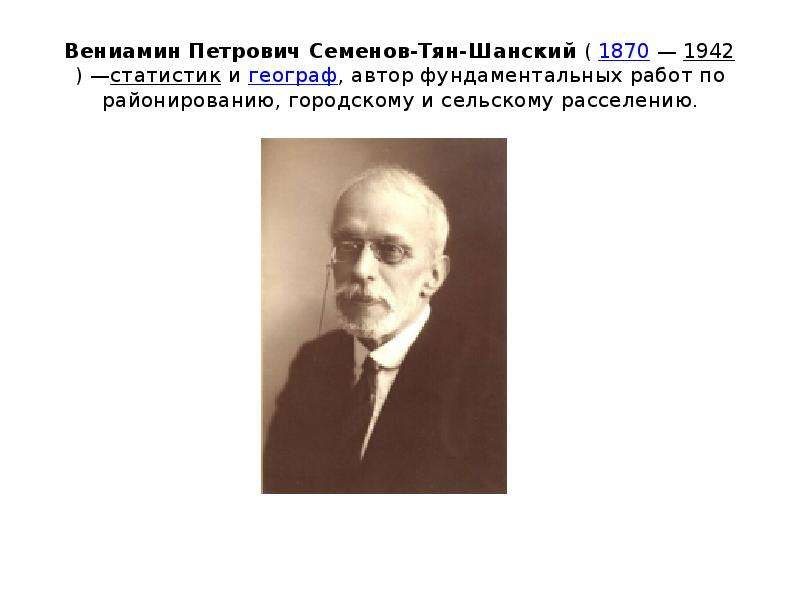 Вениамин Петрович Семенов-Тян-Шанский ( 1870 — 1942
) —статистик и географ, автор фундаментальных работ по
районированию, городскому и сельскому расселению.